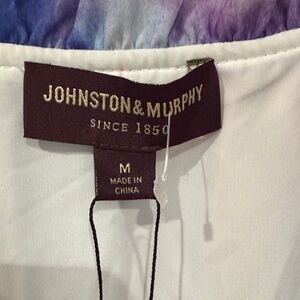 JOHNSTON & MURPHY
SINCE 1850
M
MADE IN
CHINA